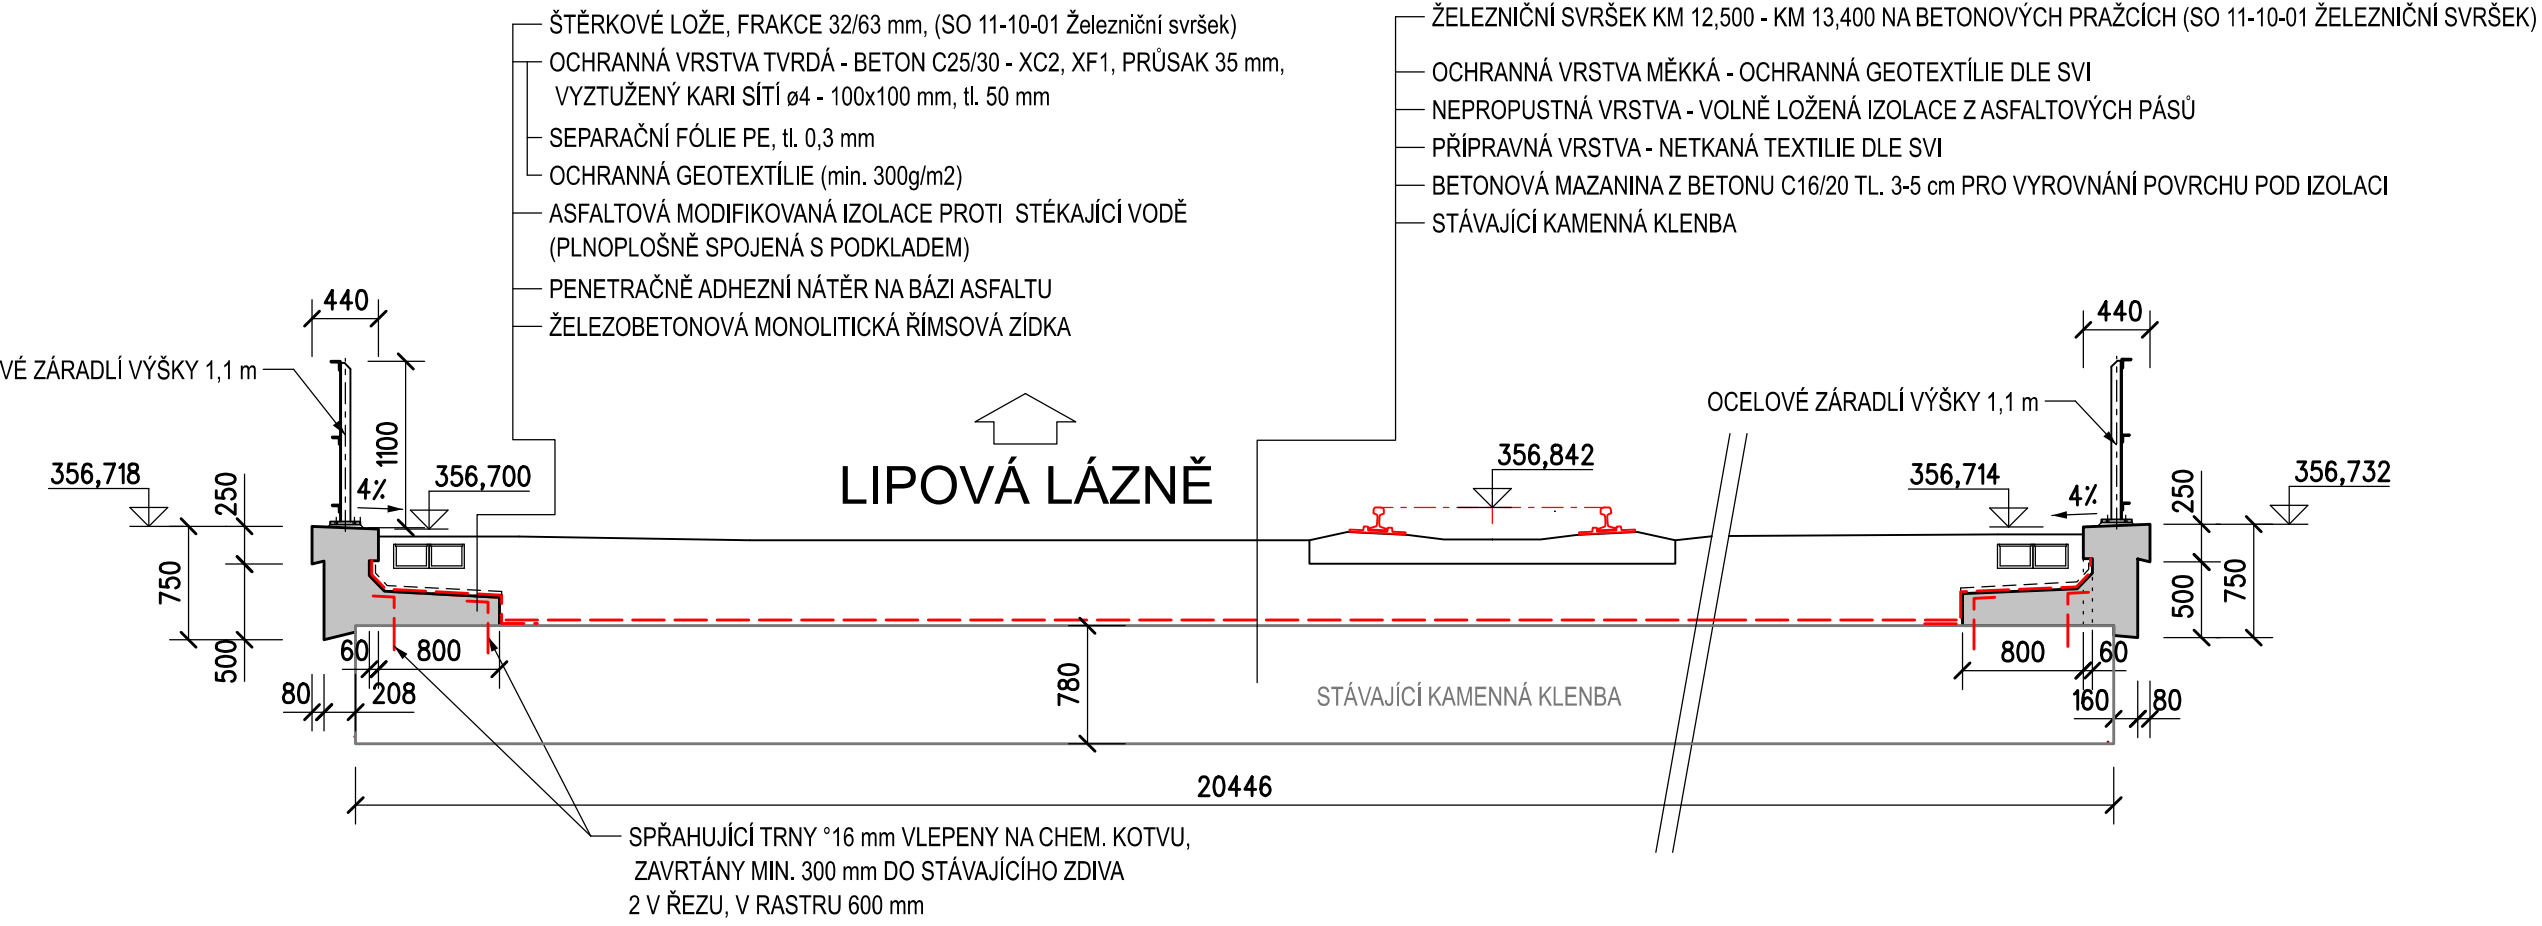 ŠTĚRKOVÉ LOŽE, FRAKCE 32/63 mm, (SO 11-10-01 Železniční svršek)
OCHRANNÁ VRSTVA TVRDÁ - BETON C25/30 - XC2, XF1, PRŮSAK 35 mm,
VYZTUŽENÝ KARI SÍTÍ ø4 - 100x100 mm, tl. 50 mm
SEPARAČNÍ FÓLIE PE, tl. 0,3 mm
OCHRANNÁ GEOTEXTÍLIE (min. 300g/m2)
ASFALTOVÁ MODIFIKOVANÁ IZOLACE PROTI STÉKAJÍCÍ VODĚ
(PLNOPLOŠNĚ SPOJENÁ S PODKLADEM)
PENETRAČNĚ ADHEZNÍ NÁTĚR NA BÁZI ASFALTU
ŽELEZOBETONOVÁ MONOLITICKÁ ŘÍMSOVÁ ZÍDKA
ŽELEZNIČNÍ SVRŠEK KM 12,500 - KM 13,400 NA BETONOVÝCH PRAŽCÍCH (SO 11-10-01 ŽELEZNIČNÍ SVRŠEK)
OCHRANNÁ VRSTVA MĚKKÁ - OCHRANNÁ GEOTEXTÍLIE DLE SVI
NEPROPUSTNÁ VRSTVA - VOLNĚ LOŽENÁ IZOLACE Z ASFALTOVÝCH PÁSŮ
PŘÍPRAVNÁ VRSTVA - NETKANÁ TEXTILIE DLE SVI
BETONOVÁ MAZANINA Z BETONU C16/20 TL. 3-5 cm PRO VYROVNÁNÍ POVRCHU POD IZOLACI
STÁVAJÍCÍ KAMENNÁ KLENBA
440
440
VÉ ZÁRADLÍ VÝŠKY 1,1 m
OCELOVÉ ZÁRADLÍ VÝŠKY 1,1 m
1100
LIPOVÁ LÁZNĚ
356,718
250
4%
356,700
356,842
356,714
4%
250
356,732
750
500
500
750
60
800
80
208
780
STÁVAJÍCÍ KAMENNÁ KLENBA
800
60
160
80
20446
SPŘAHUJÍCÍ TRNY °16 mm VLEPENY NA CHEM. KOTVU,
ZAVRTÁNY MIN. 300 mm DO STÁVAJÍCÍHO ZDIVA
2 V ŘEZU, V RASTRU 600 mm